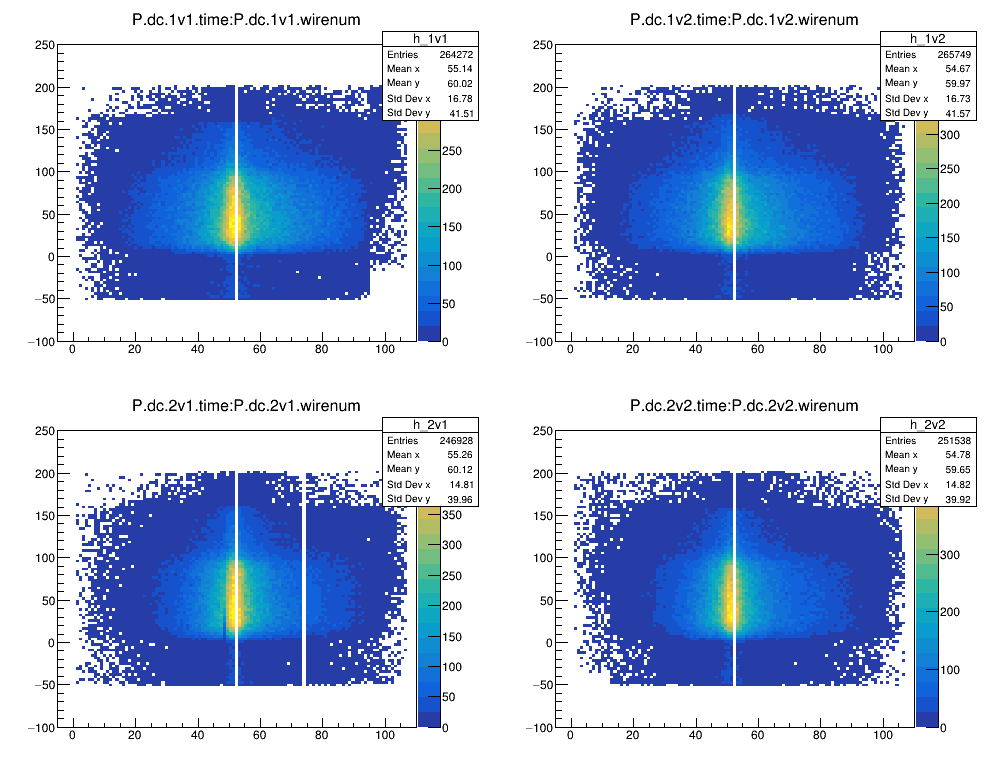 P.dc.1v1.time:P.dc.1v1.wirenum
h_1v1
Entries 264272
Mean x 55.14
Mean y 60.02
Std Dev x 16.78
Std Dev y 41.51
250
200
150
100
50
0
−50
−100
0 20 40 60 80 100
250
200
150
100
50
0
P.dc.1v2.time:P.dc.1v2.wirenum
h_1v2
Entries 265749
Mean x 54.67
Mean y 59.97
Std Dev x 16.73
Std Dev y 41.57
250
200
150
100
50
0
−50
−100
0 20 40 60 80 100
300
250
200
150
100
50
0
P.dc.2v1.time:P.dc.2v1.wirenum
h_2v1
Entries 246928
Mean x 55.26
Mean y 60.12
Std Dev x 14.81
Std Dev y 39.96
250
200
150
100
50
0
−50
−100
0 20 40 60 80 100
350
300
250
200
150
100
50
0
P.dc.2v2.time:P.dc.2v2.wirenum
h_2v2
Entries 251538
Mean x 54.78
Mean y 59.65
Std Dev x 14.82
Std Dev y 39.92
250
200
150
100
50
0
−50
−100
0 20 40 60 80 100
300
200
100
0